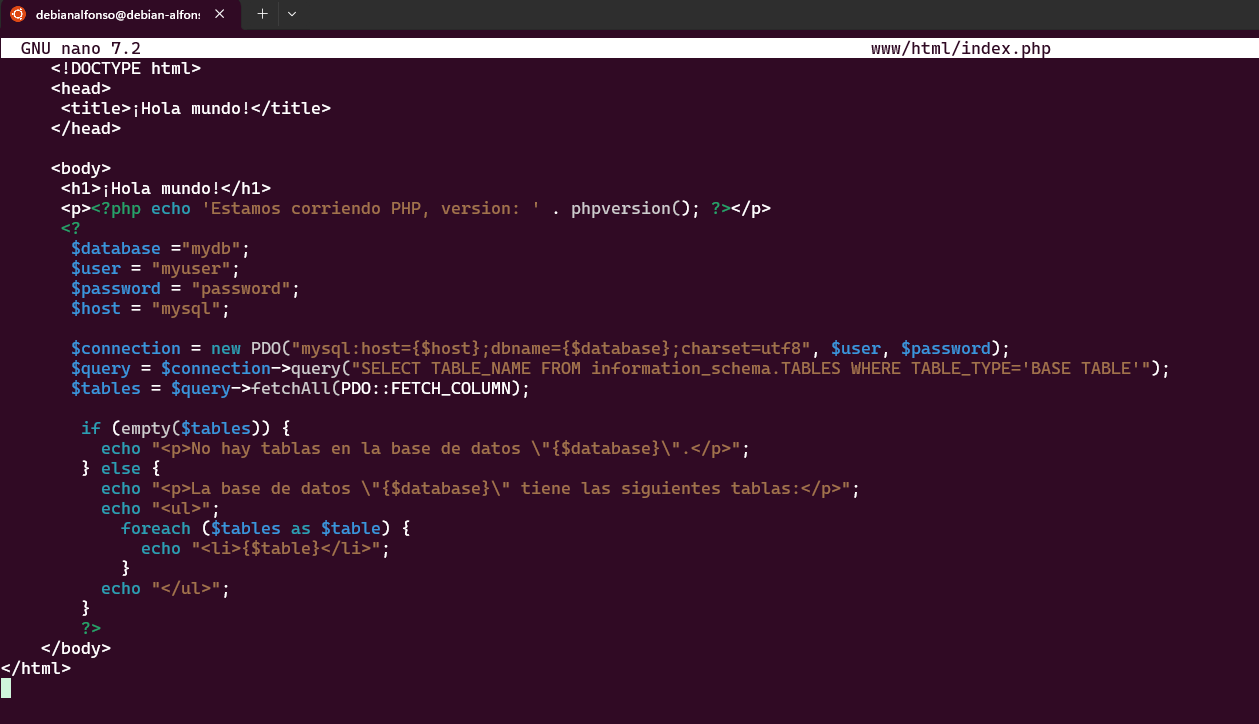 debianalfonso@debian-alfons
GNU nano 7.2 www/html/index.php
<!DOCTYPE html>
<head>
<title>¡Hola mundo!</title>
</head>
<body>
<h1>¡Hola mundo!</h1>
<p><?php echo 'Estamos corriendo PHP, version: ' . phpversion(); ?></p>
<?
$database ="mydb";
$user = "myuser";
$password = "password";
$host = "mysql";
$connection = new PDO("mysql:host={$host};dbname={$database};charset=utf8", $user, $password);
$query = $connection->query("SELECT TABLE_NAME FROM information_schema.TABLES WHERE TABLE_TYPE='BASE TABLE'");
$tables = $query->fetchAll(PDO::FETCH_COLUMN);
if (empty($tables)) {
echo "<p>No hay tablas en la base de datos \"{$database}\".</p>";
} else {
echo "<p>La base de datos \"{$database}\" tiene las siguientes tablas:</p>";
echo "<ul>";
foreach ($tables as $table) {
echo "<li>{$table}</li>";
}
echo "</ul>";
}
?>
</body>
</html>